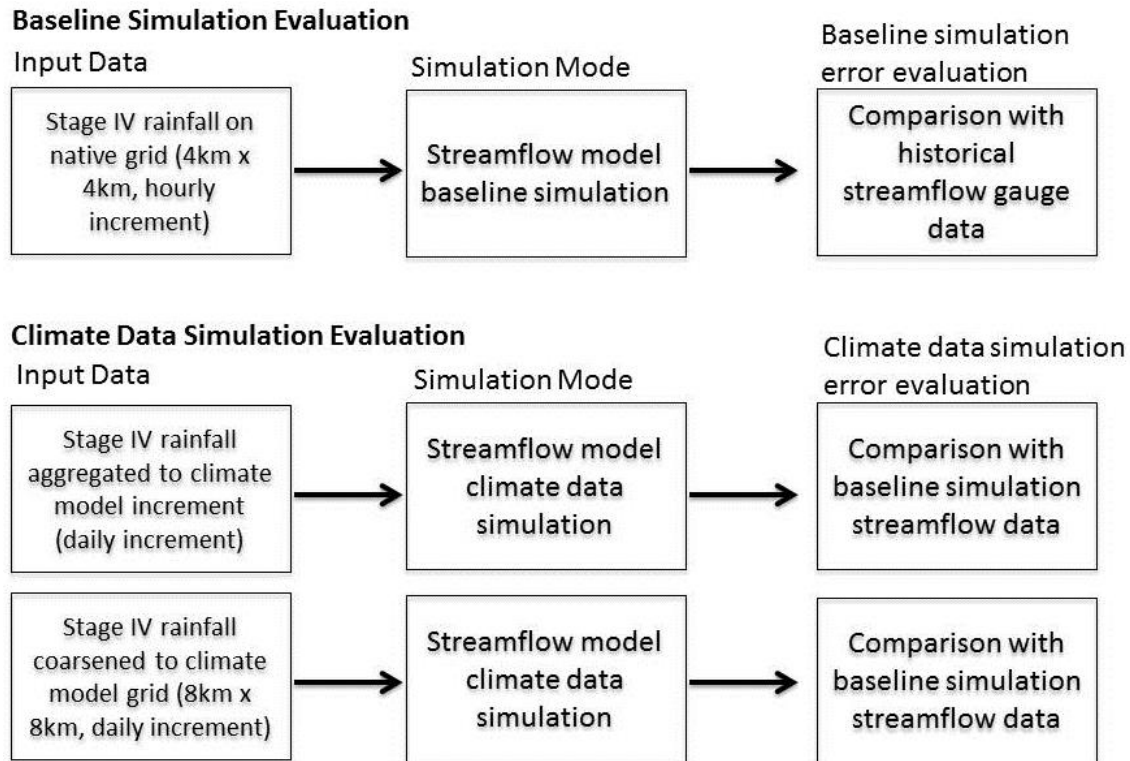 Baseline Simulation Evaluation
Input Data
Simulation Mode
Baseline simulation
error evaluation
Stage IV rainfall on
native grid (4km x
4km, hourly
increment)
Streamflow model
baseline simulation
Comparison with
historical
streamflow gauge
data
Climate Data Simulation Evaluation
Input Data
Simulation Mode
Climate data simulation
error evaluation
Stage IV rainfall
aggregated to climate
model increment
(daily increment)
Streamflow model
climate data
simulation
Comparison with
baseline simulation
streamflow data
Stage IV rainfall
coarsened to climate
model grid (8km x
8km, daily increment)
Streamflow model
climate data
simulation
Comparison with
baseline simulation
streamflow data